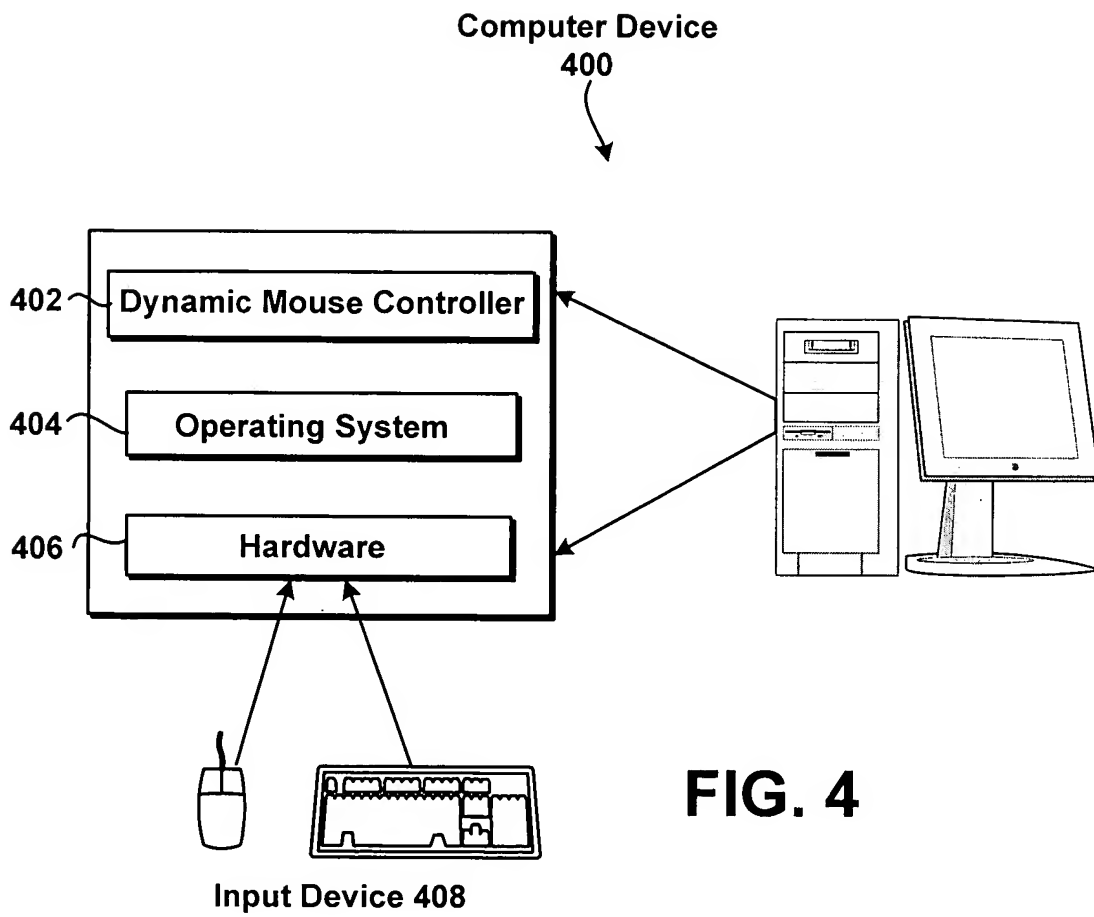 Computer Device
400
402
Dynamic Mouse Controller
404
Operating System
406
Hardware
FIG. 4
Input Device 408